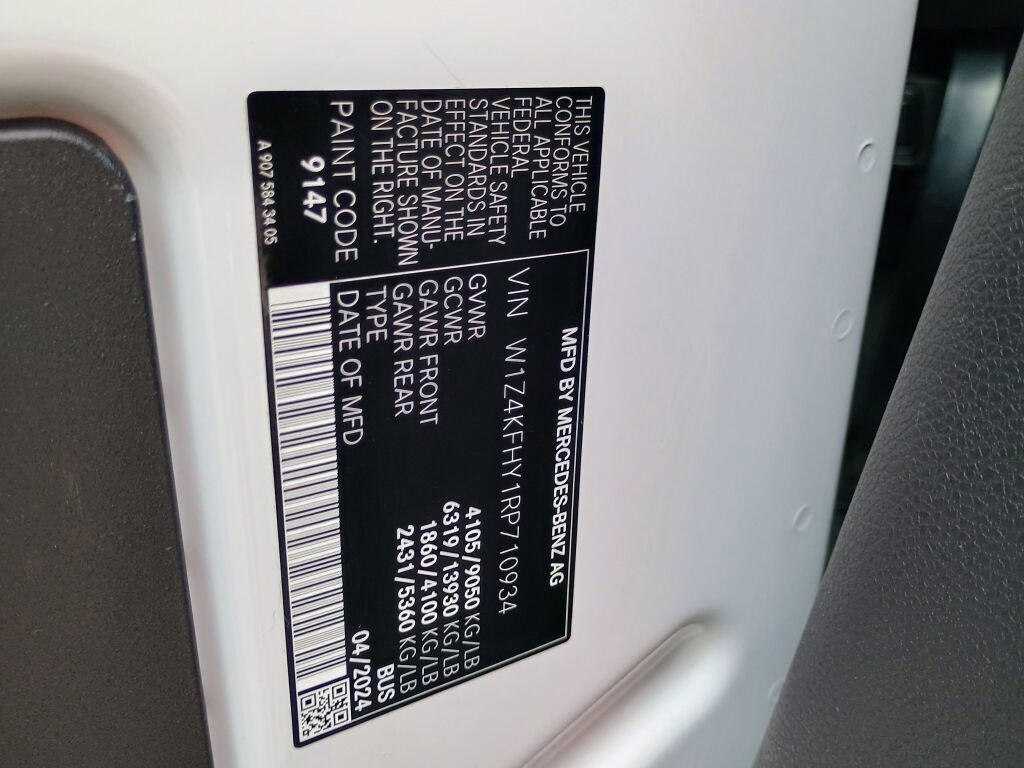 THIS VEHICLE
CONFORMS TO
ALL APPLICABLE
FEDERAL
VEHICLE SAFETY
STANDARDS IN
EFFECT ON THE
DATE OF MANU-
FACTURE SHOWN
ON THE RIGHT.
PAINT CODE
9147
A 907 584 34 05
MFD BY MERCEDES-BENZ AG
VIN W1Z4KFHY1RP710934
GVWR 4105/9050 KG/LB
GCWR 6319/13930 KG/LB
GAWR FRONT 1860/4100 KG/LB
GAWR REAR 2431/5360 KG/LB
TYPE BUS
DATE OF MFD 04/2024